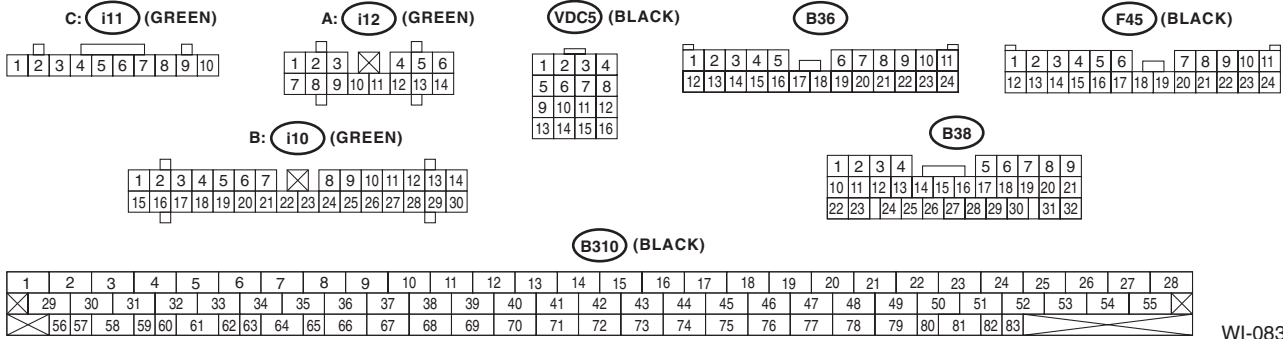 C: i11 (GREEN) A: i12 (GREEN) VDC5 (BLACK) B36 F45 (BLACK)
1 2 3 4 5 6 7 8 9 10
1 2 3 4 5 6
7 8 9 10 11 12 13 14
1 2 3 4
5 6 7 8
9 10 11 12
13 14 15 16
1 2 3 4 5 6 7 8 9 10 11
12 13 14 15 16 17 18 19 20 21 22 23 24
1 2 3 4 5 6 7 8 9 10 11
12 13 14 15 16 17 18 19 20 21 22 23 24
B: i10 (GREEN) B38
1 2 3 4 5 6 7 8 9 10 11 12 13 14
15 16 17 18 19 20 21 22 23 24 25 26 27 28 29 30
1 2 3 4 5 6 7 8 9
10 11 12 13 14 15 16 17 18 19 20 21
22 23 24 25 26 27 28 29 30 31 32
B310 (BLACK)
1 2 3 4 5 6 7 8 9 10 11 12 13 14 15 16 17 18 19 20 21 22 23 24 25 26 27 28
29 30 31 32 33 34 35 36 37 38 39 40 41 42 43 44 45 46 47 48 49 50 51 52 53 54 55
56 57 58 59 60 61 62 63 64 65 66 67 68 69 70 71 72 73 74 75 76 77 78 79 80 81 82 83
WI-083